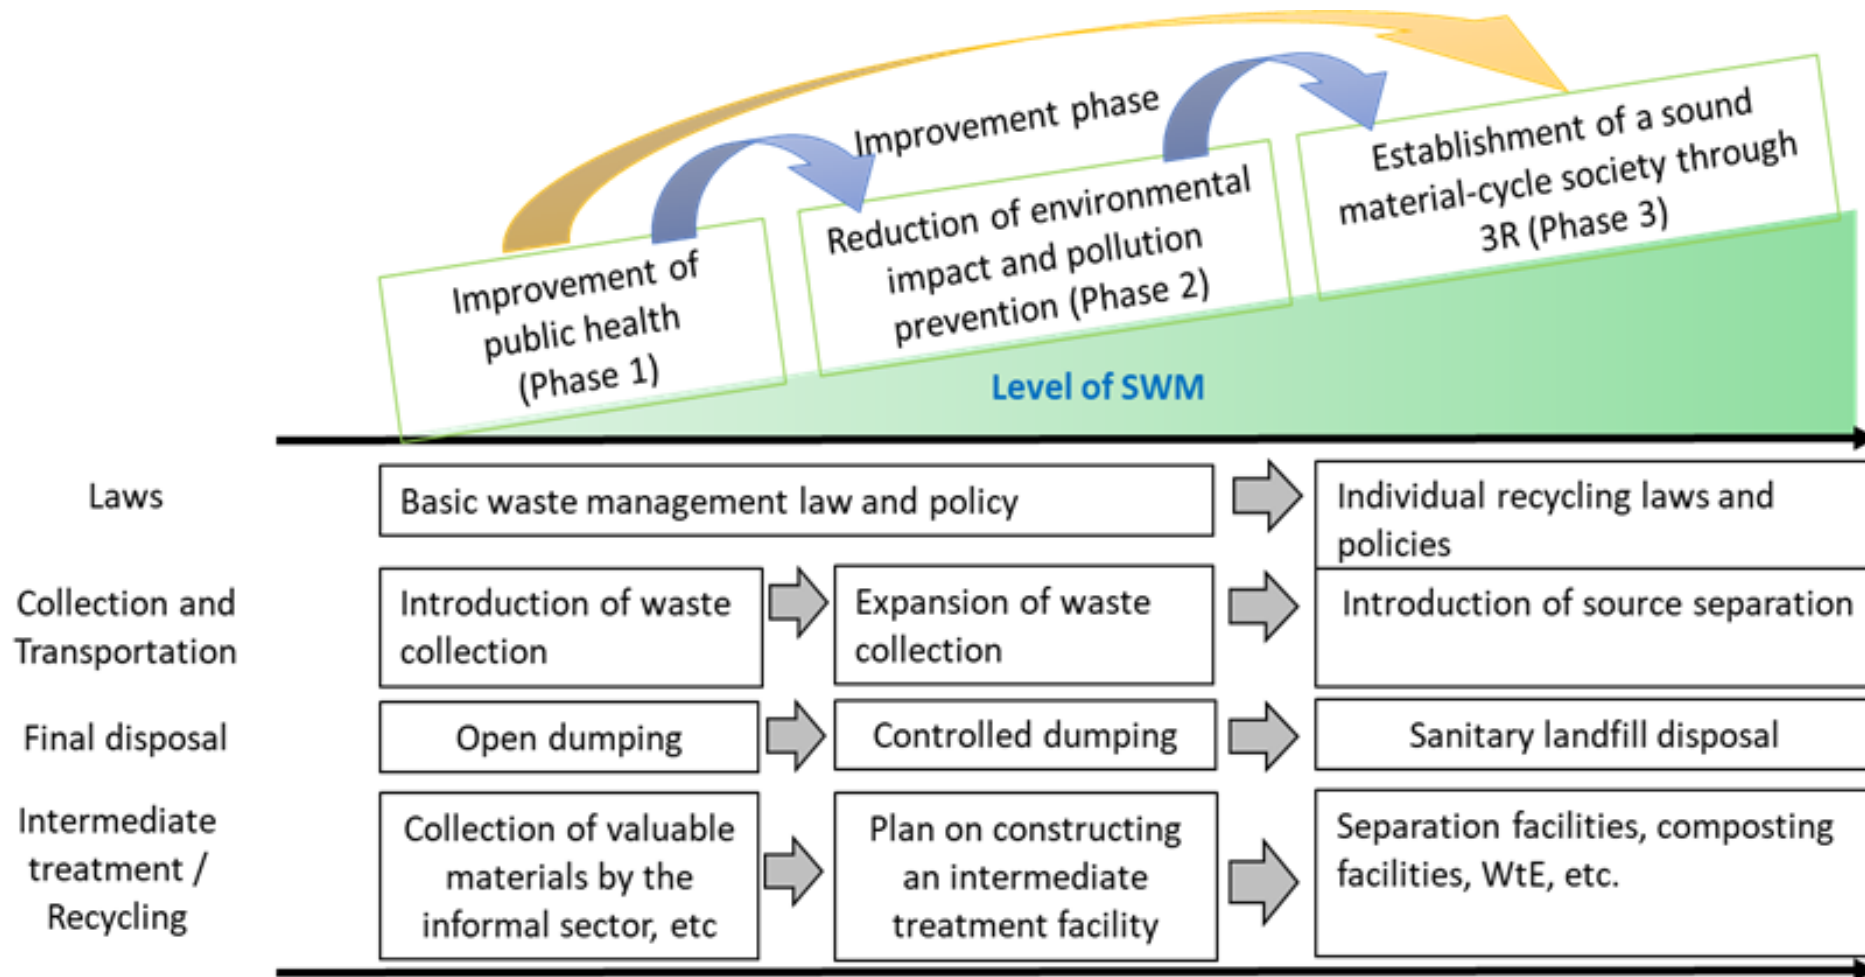 Improvement phase
Improvement of
public health
(Phase 1)
Reduction of environmental
impact and pollution
prevention (Phase 2)
Establishment of a sound
material-cycle society through
3R (Phase 3)
Level of SWM
Laws
Basic waste management law and policy
Individual recycling laws and
policies
Collection and
Transportation
Introduction of waste
collection
Expansion of waste
collection
Introduction of source separation
Final disposal
Open dumping
Controlled dumping
Sanitary landfill disposal
Intermediate
treatment /
Recycling
Collection of valuable
materials by the
informal sector, etc
Plan on constructing
an intermediate
treatment facility
Separation facilities, composting
facilities, WtE, etc.